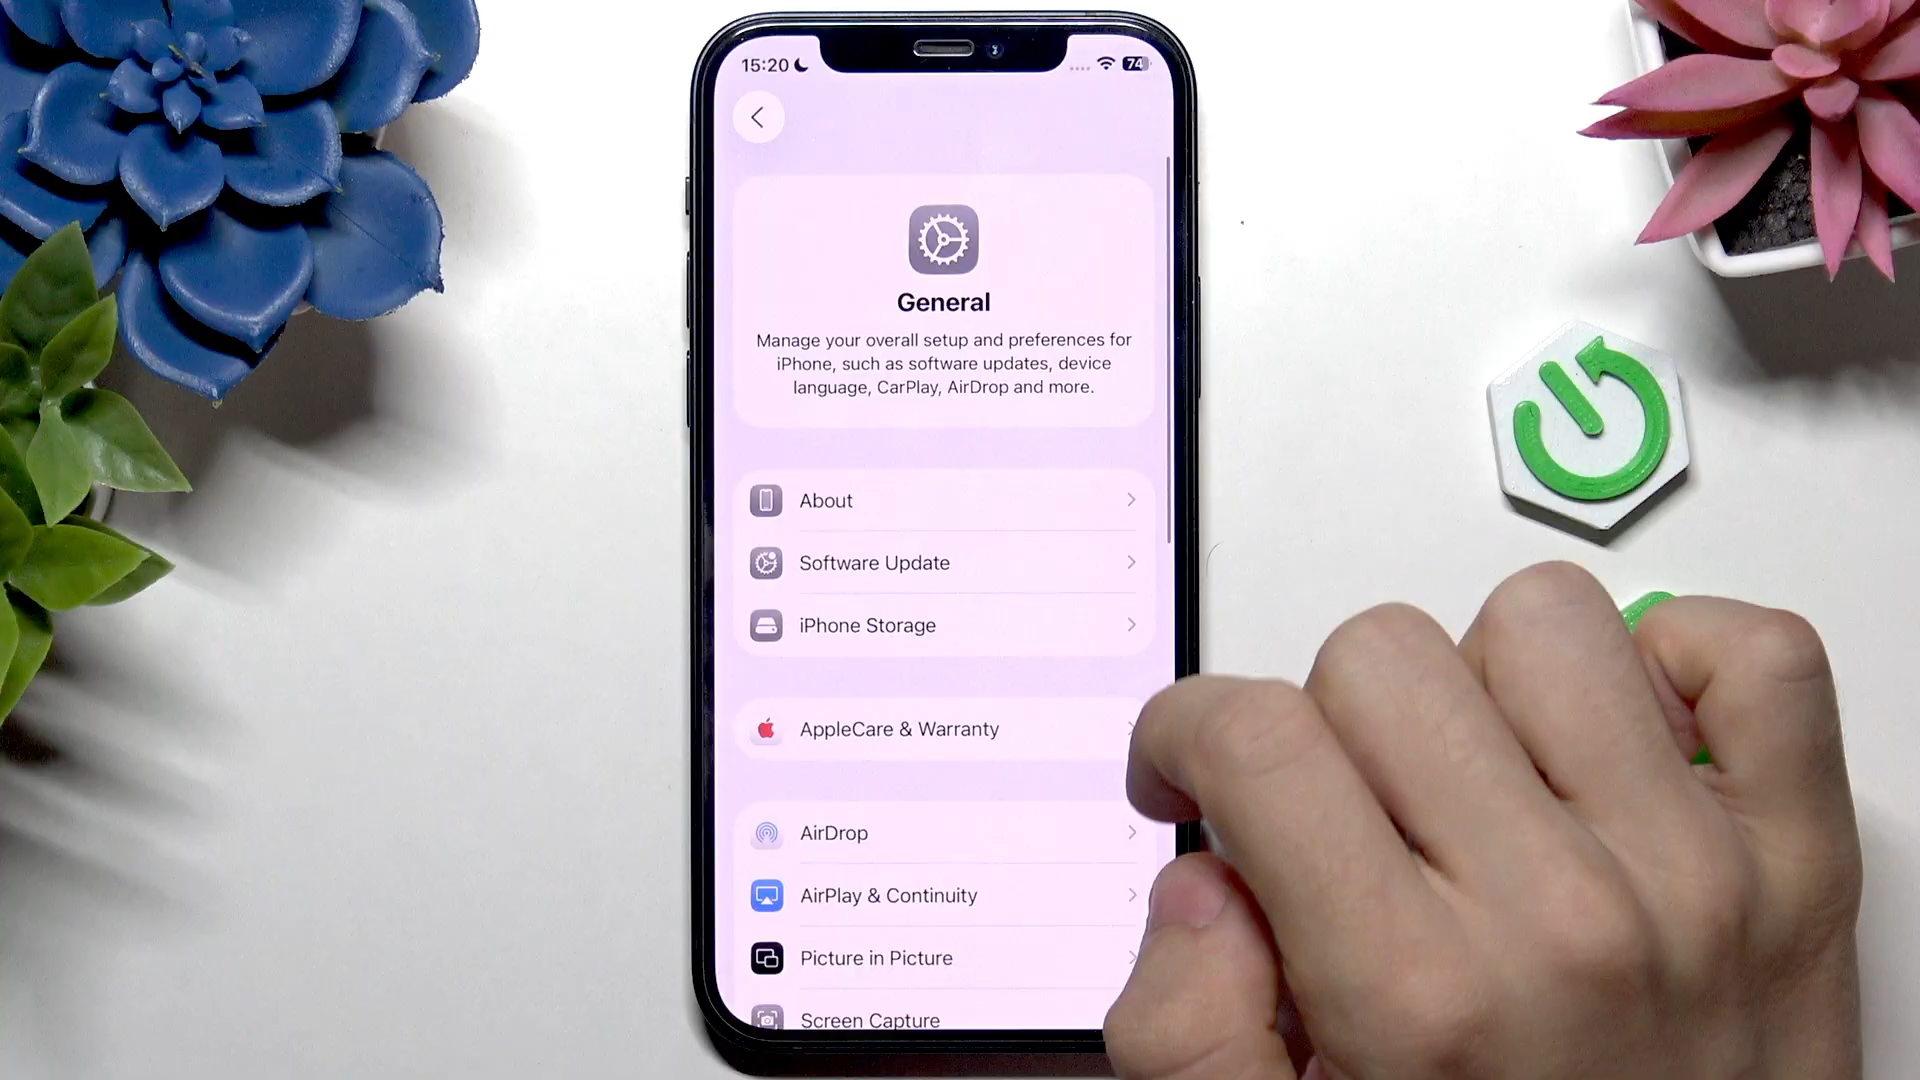 15:20
74
General
Manage your overall setup and preferences for
iPhone, such as software updates, device
language, CarPlay, AirDrop and more.
About
Software Update
iPhone Storage
AppleCare & Warranty
AirDrop
AirPlay & Continuity
Picture in Picture
Screen Capture